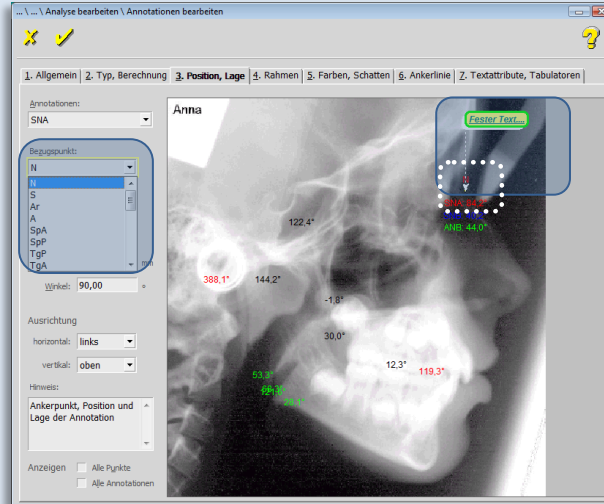 ... \ ... \ Analyse bearbeiten \ Annotationen bearbeiten
1. Allgemein
2. Typ, Berechnung
3. Position, Lage
4. Rahmen
5. Farben, Schatten
6. Ankerlinie
7. Textattribute, Tabulatoren
Annotationen:
SNA
Bezugspunkt:
N
N
S
Ar
A
SpA
SpP
TgP
TgA
mm
Winkel: 90,00 °
Ausrichtung
horizontal: links
vertikal: oben
Hinweis:
Ankerpunkt, Position und
Lage der Annotation
Anzeigen
Alle Punkte
Alle Annotationen
Anna
Fester Text...
ANB: 44,0°
122,4°
388,1°
144,2°
-1,8°
30,0°
12,3°
119,3°
53,3°
28,1°